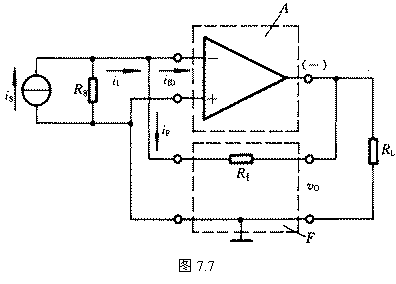 A
(−)
−
+
i_S
R_s
i_I
i_ID
i_F
R_f
v_O
R_L
F
图 7.7